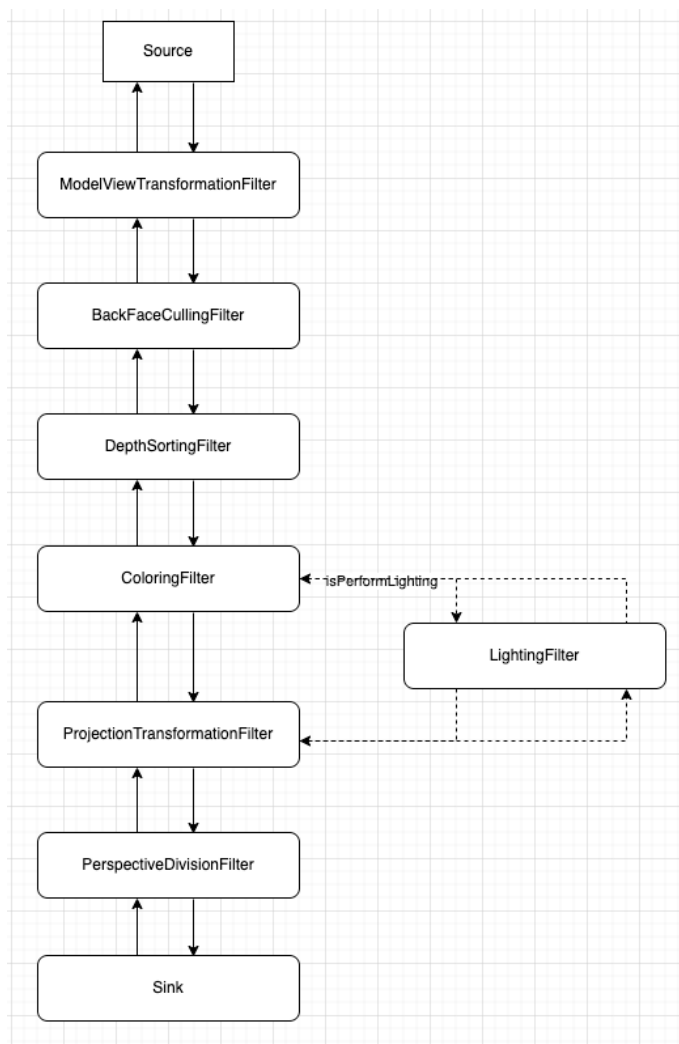 Source
ModelViewTransformationFilter
BackFaceCullingFilter
DepthSortingFilter
ColoringFilter
isPerformLighting
LightingFilter
ProjectionTransformationFilter
PerspectiveDivisionFilter
Sink